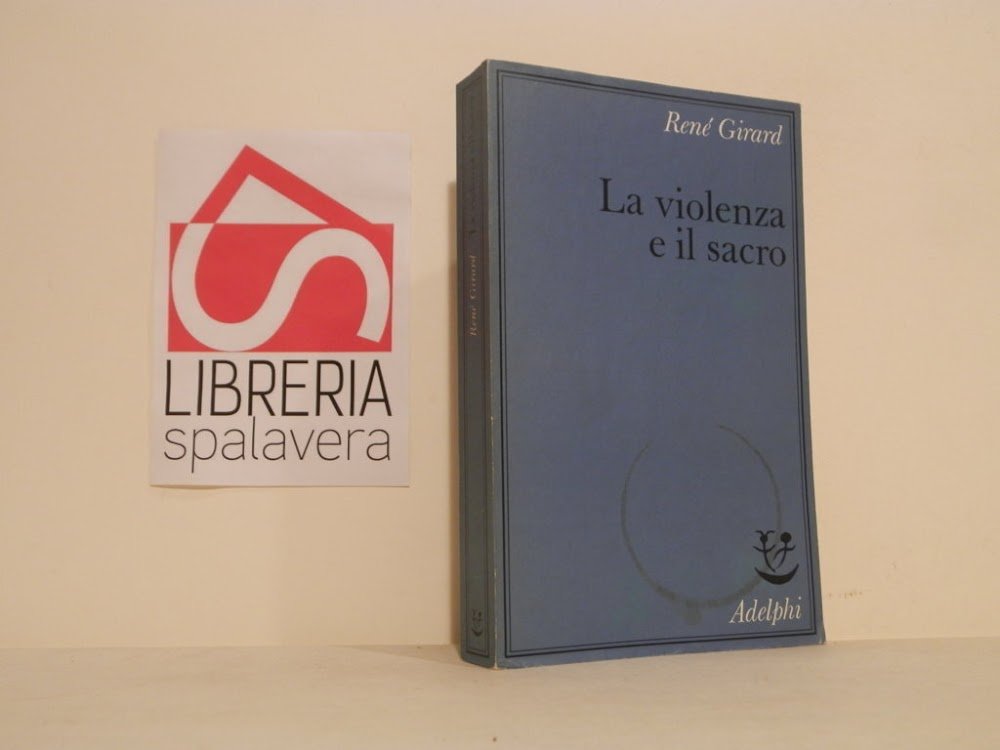 LIBRERIA
spalavera
René Girard
René Girard
La violenza
e il sacro
Adelphi